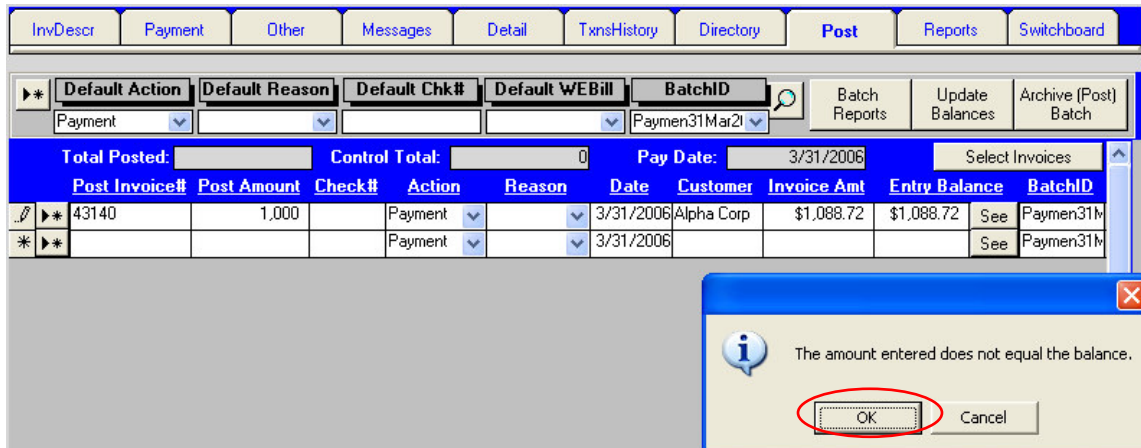 InvDescr Payment Other Messages Detail TxnsHistory Directory Post Reports Switchboard
Default Action Default Reason Default Chk# Default WEBill BatchID Batch Reports Update Balances Archive (Post) Batch
Payment Paymen31Mar2(
Total Posted: Control Total: 0 Pay Date: 3/31/2006 Select Invoices
Post Invoice# Post Amount Check# Action Reason Date Customer Invoice Amt Entry Balance BatchID
43140 1,000 Payment 3/31/2006 Alpha Corp $1,088.72 $1,088.72 See Paymen31M
Payment 3/31/2006 See Paymen31M
The amount entered does not equal the balance.
OK Cancel